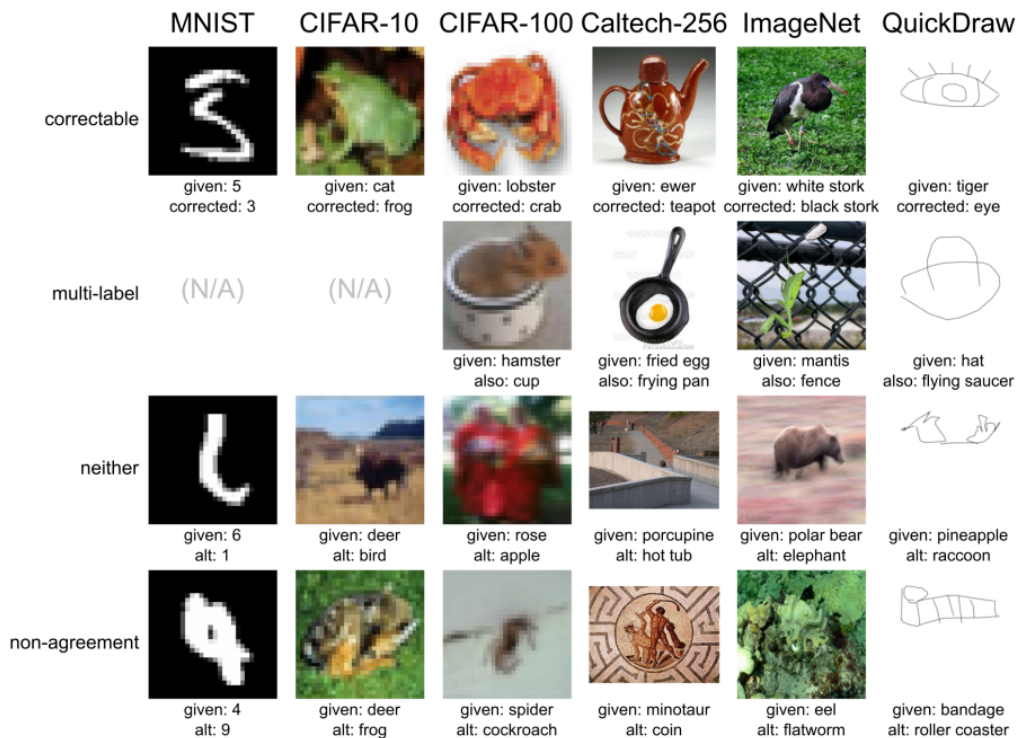 MNIST CIFAR-10 CIFAR-100 Caltech-256 ImageNet QuickDraw
correctable
given: 5 given: cat given: lobster given: ewer given: white stork given: tiger
corrected: 3 corrected: frog corrected: crab corrected: teapot corrected: black stork corrected: eye
multi-label (N/A) (N/A)
given: hamster given: fried egg given: mantis given: hat
also: cup also: frying pan also: fence also: flying saucer
neither
given: 6 given: deer given: rose given: porcupine given: polar bear given: pineapple
alt: 1 alt: bird alt: apple alt: hot tub alt: elephant alt: raccoon
non-agreement
given: 4 given: deer given: spider given: minotaur given: eel given: bandage
alt: 9 alt: frog alt: cockroach alt: coin alt: flatworm alt: roller coaster